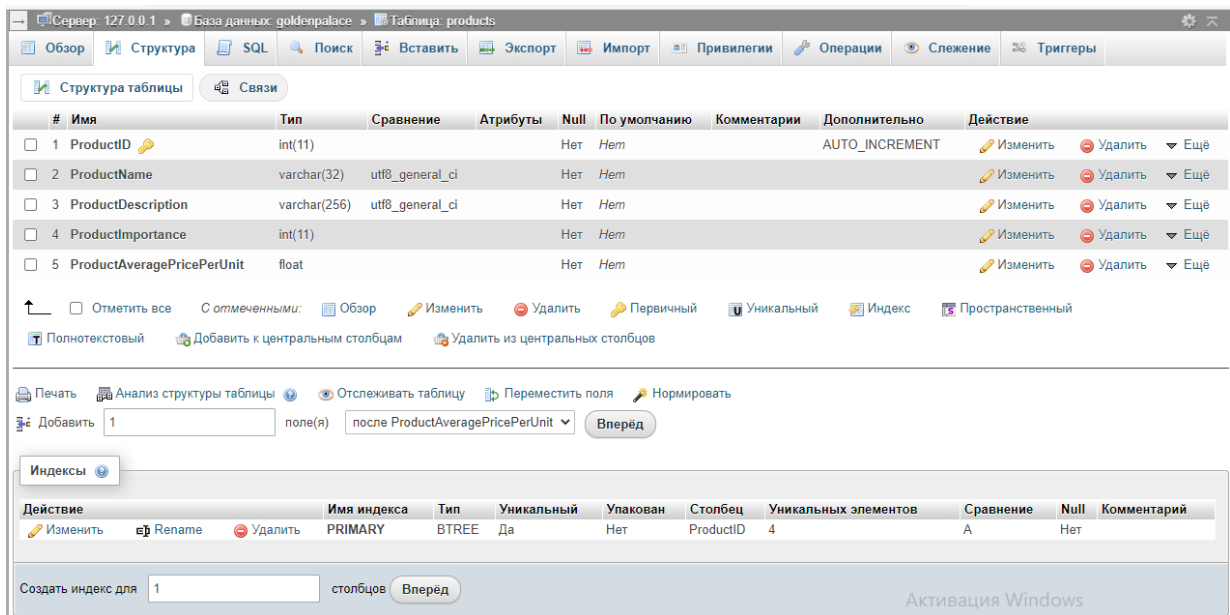 Сервер: 127.0.0.1 » База данных: goldenpalace » Таблица: products
Обзор Структура SQL Поиск Вставить Экспорт Импорт Привилегии Операции Слежение Триггеры
Структура таблицы Связи
# Имя Тип Сравнение Атрибуты Null По умолчанию Комментарии Дополнительно Действие
1 ProductID int(11) Нет Нет AUTO_INCREMENT Изменить Удалить Ещё
2 ProductName varchar(32) utf8_general_ci Нет Нет Изменить Удалить Ещё
3 ProductDescription varchar(256) utf8_general_ci Нет Нет Изменить Удалить Ещё
4 ProductImportance int(11) Нет Нет Изменить Удалить Ещё
5 ProductAveragePricePerUnit float Нет Нет Изменить Удалить Ещё
Отметить все С отмеченными: Обзор Изменить Удалить Первичный Уникальный Индекс Пространственный
Полнотекстовый Добавить к центральным столбцам Удалить из центральных столбцов
Печать Анализ структуры таблицы Отслеживать таблицу Переместить поля Нормировать
Добавить 1 поле(я) после ProductAveragePricePerUnit Вперёд
Индексы
Действие Имя индекса Тип Уникальный Упакован Столбец Уникальных элементов Сравнение Null Комментарий
Изменить Rename Удалить PRIMARY BTREE Да Нет ProductID 4 A Нет
Создать индекс для 1 столбцов Вперёд
Активация Windows